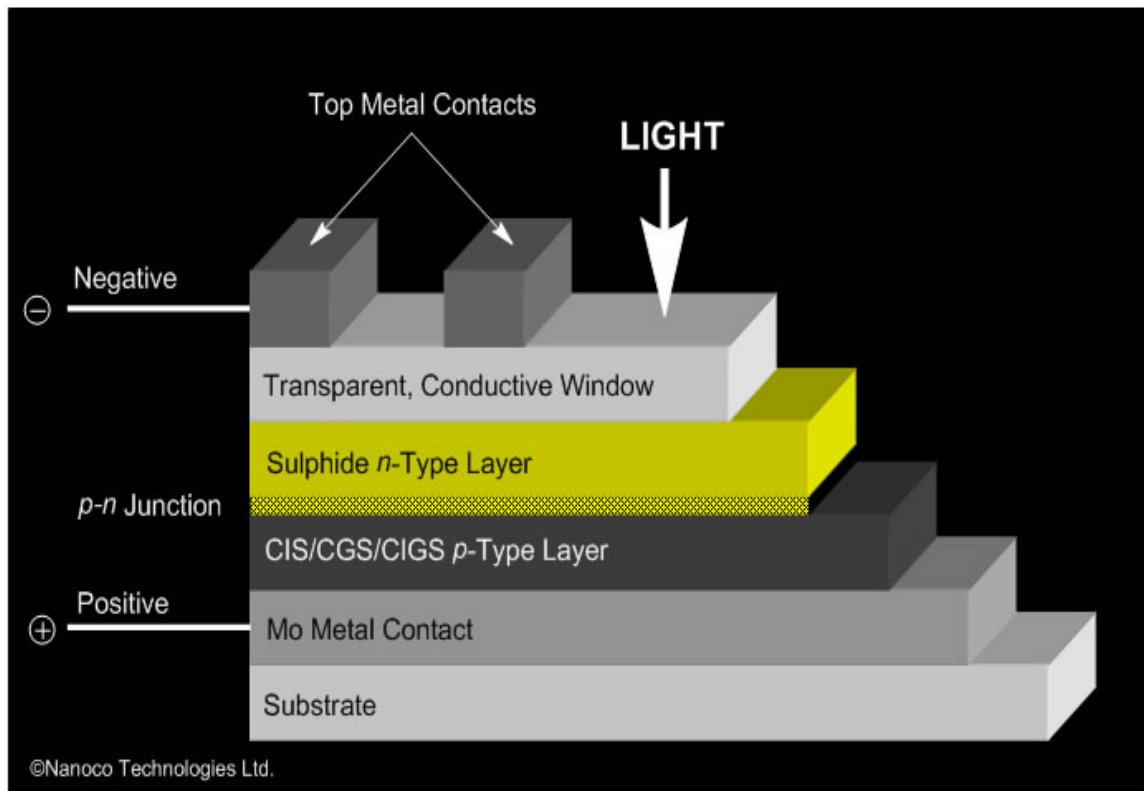 Top Metal Contacts
LIGHT
Negative
−
Transparent, Conductive Window
Sulphide n-Type Layer
p-n Junction
CIS/CGS/CIGS p-Type Layer
Positive
+
Mo Metal Contact
Substrate
©Nanoco Technologies Ltd.